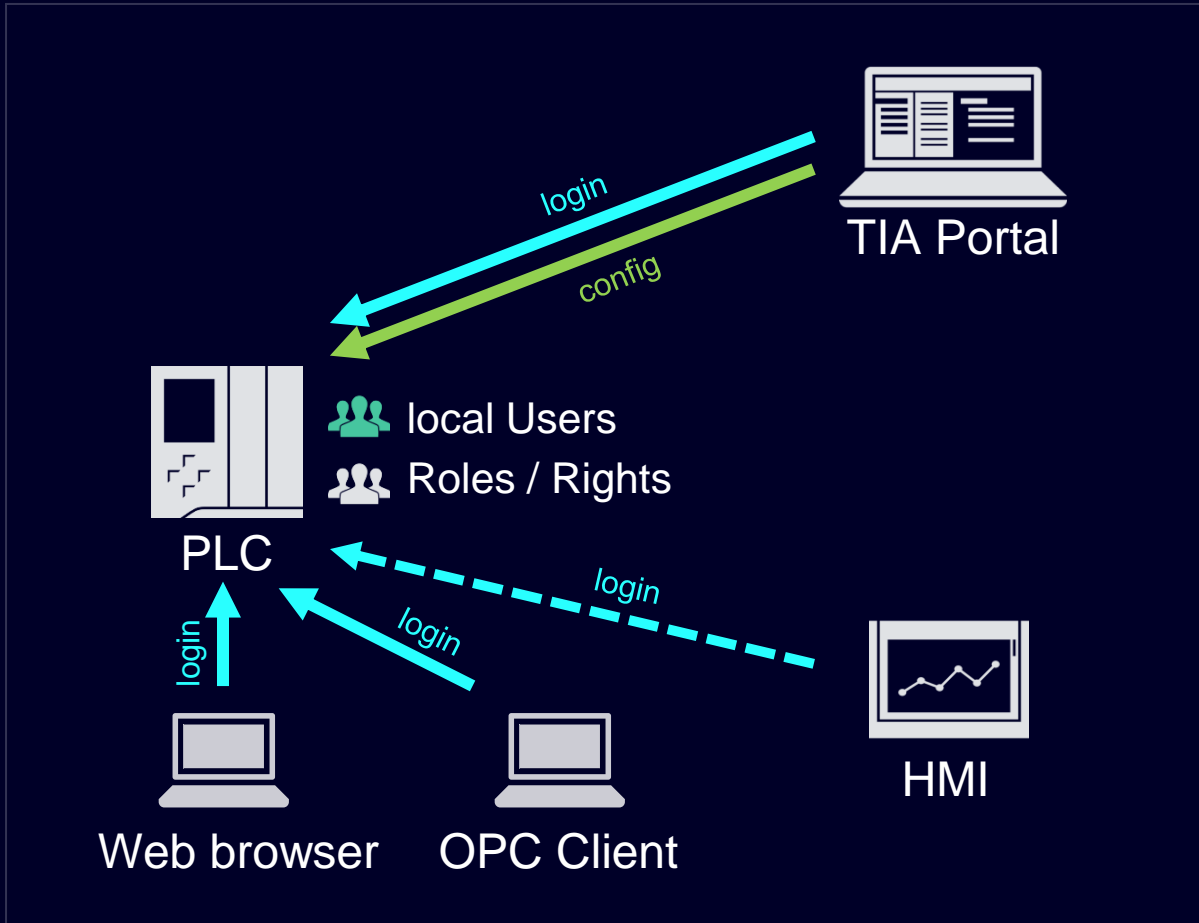 TIA Portal
login
config
local Users
Roles / Rights
PLC
login
login
login
HMI
Web browser
OPC Client